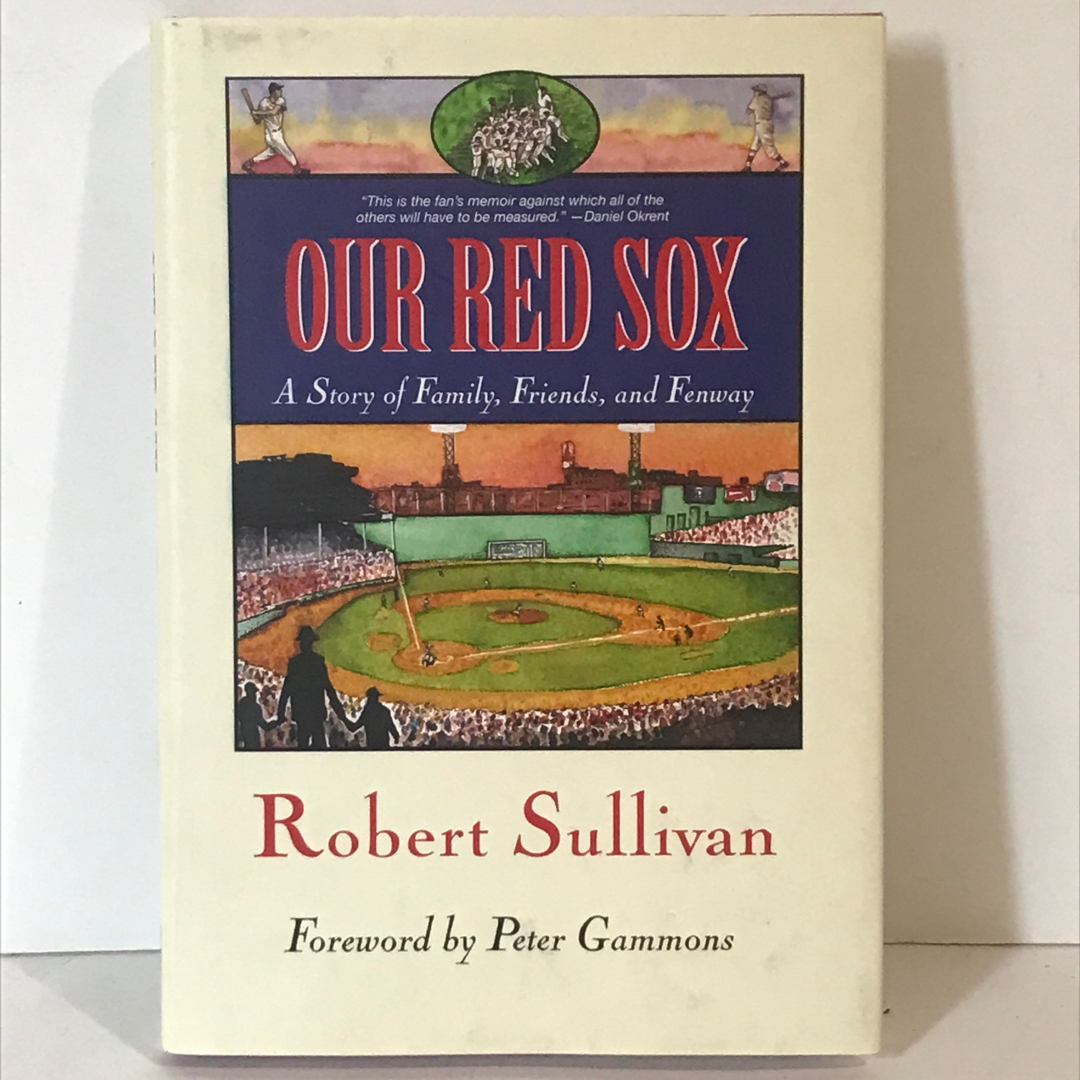 "This is the fan's memoir against which all of the
others will have to be measured." —Daniel Okrent
OUR RED SOX
A Story of Family, Friends, and Fenway
Robert Sullivan
Foreword by Peter Gammons